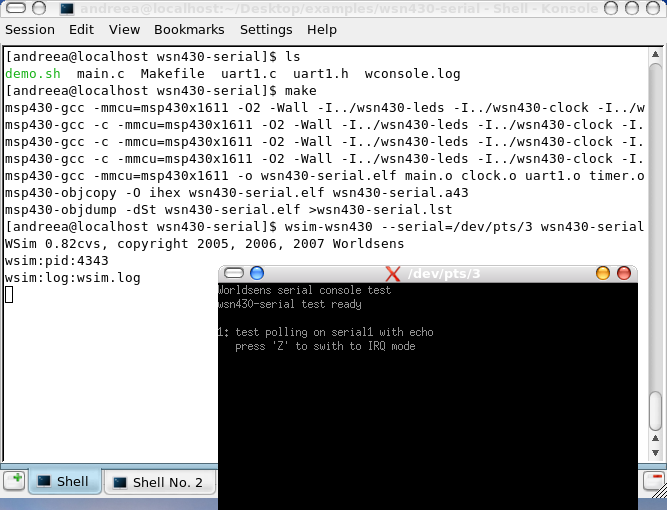 andreea@localhost:~/Desktop/examples/wsn430-serial - Shell - Konsole
Session Edit View Bookmarks Settings Help
[andreea@localhost wsn430-serial]$ ls
demo.sh main.c Makefile uart1.c uart1.h wconsole.log
[andreea@localhost wsn430-serial]$ make
msp430-gcc -mmcu=msp430x1611 -O2 -Wall -I../wsn430-leds -I../wsn430-clock -I../w
msp430-gcc -c -mmcu=msp430x1611 -O2 -Wall -I../wsn430-leds -I../wsn430-clock -I.
msp430-gcc -c -mmcu=msp430x1611 -O2 -Wall -I../wsn430-leds -I../wsn430-clock -I.
msp430-gcc -c -mmcu=msp430x1611 -O2 -Wall -I../wsn430-leds -I../wsn430-clock -I.
msp430-gcc -mmcu=msp430x1611 -o wsn430-serial.elf main.o clock.o uart1.o timer.o
msp430-objcopy -O ihex wsn430-serial.elf wsn430-serial.a43
msp430-objdump -dSt wsn430-serial.elf >wsn430-serial.lst
[andreea@localhost wsn430-serial]$ wsim-wsn430 --serial=/dev/pts/3 wsn430-serial
WSim 0.82cvs, copyright 2005, 2006, 2007 Worldsens
wsim:pid:4343
wsim:log:wsim.log
/dev/pts/3
Worldsens serial console test
wsn430-serial test ready
1: test polling on serial1 with echo
press 'Z' to swith to IRQ mode
Shell
Shell No. 2